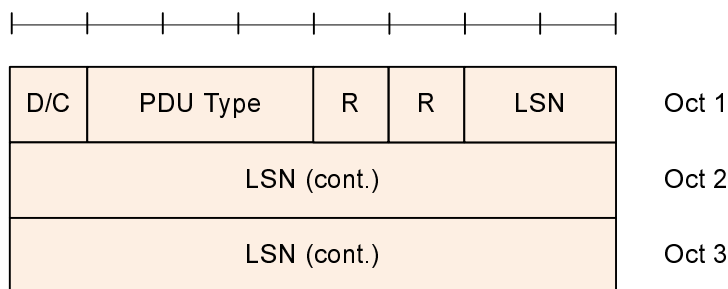 D/C PDU Type R R LSN Oct 1
LSN (cont.) Oct 2
LSN (cont.) Oct 3